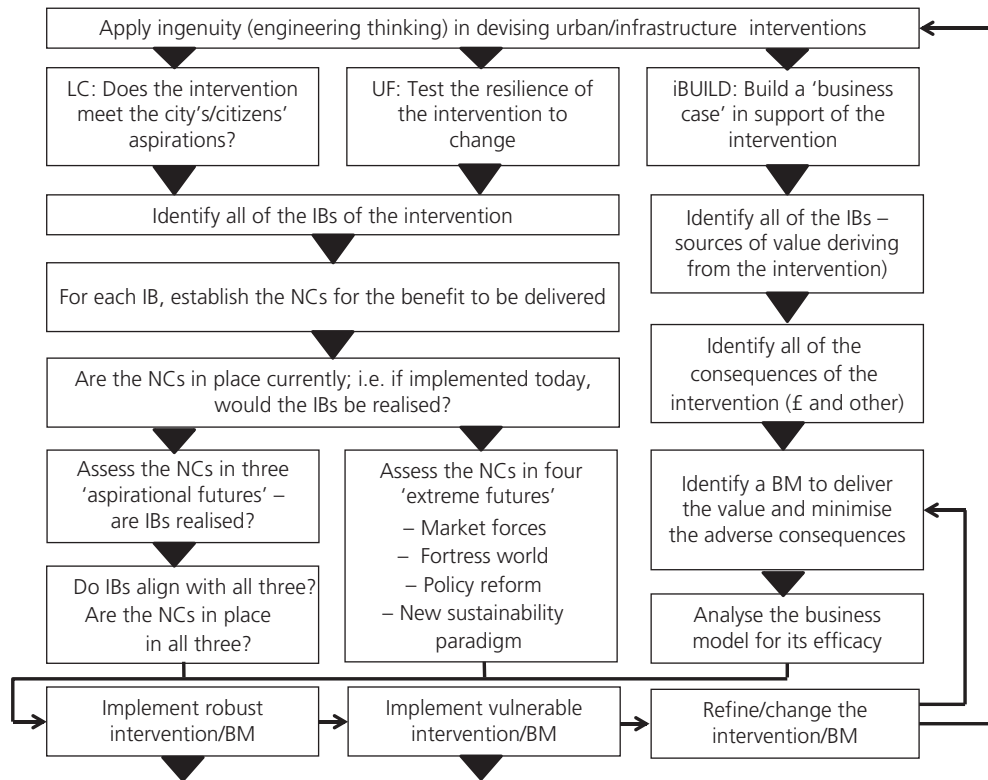 Apply ingenuity (engineering thinking) in devising urban/infrastructure interventions
LC: Does the intervention
meet the city's/citizens'
aspirations?
UF: Test the resilience of
the intervention to
change
iBUILD: Build a ‘business
case’ in support of the
intervention
Identify all of the IBs of the intervention
For each IB, establish the NCs for the benefit to be delivered
Are the NCs in place currently; i.e. if implemented today,
would the IBs be realised?
Identify all of the IBs –
sources of value deriving
from the intervention)
Identify all of the
consequences of the
intervention (£ and other)
Assess the NCs in three
‘aspirational futures’ –
are IBs realised?
Do IBs align with all three?
Are the NCs in place
in all three?
Assess the NCs in four
‘extreme futures’
– Market forces
– Fortress world
– Policy reform
– New sustainability
paradigm
Identify a BM to deliver
the value and minimise
the adverse consequences
Analyse the business
model for its efficacy
Implement robust
intervention/BM
Implement vulnerable
intervention/BM
Refine/change the
intervention/BM